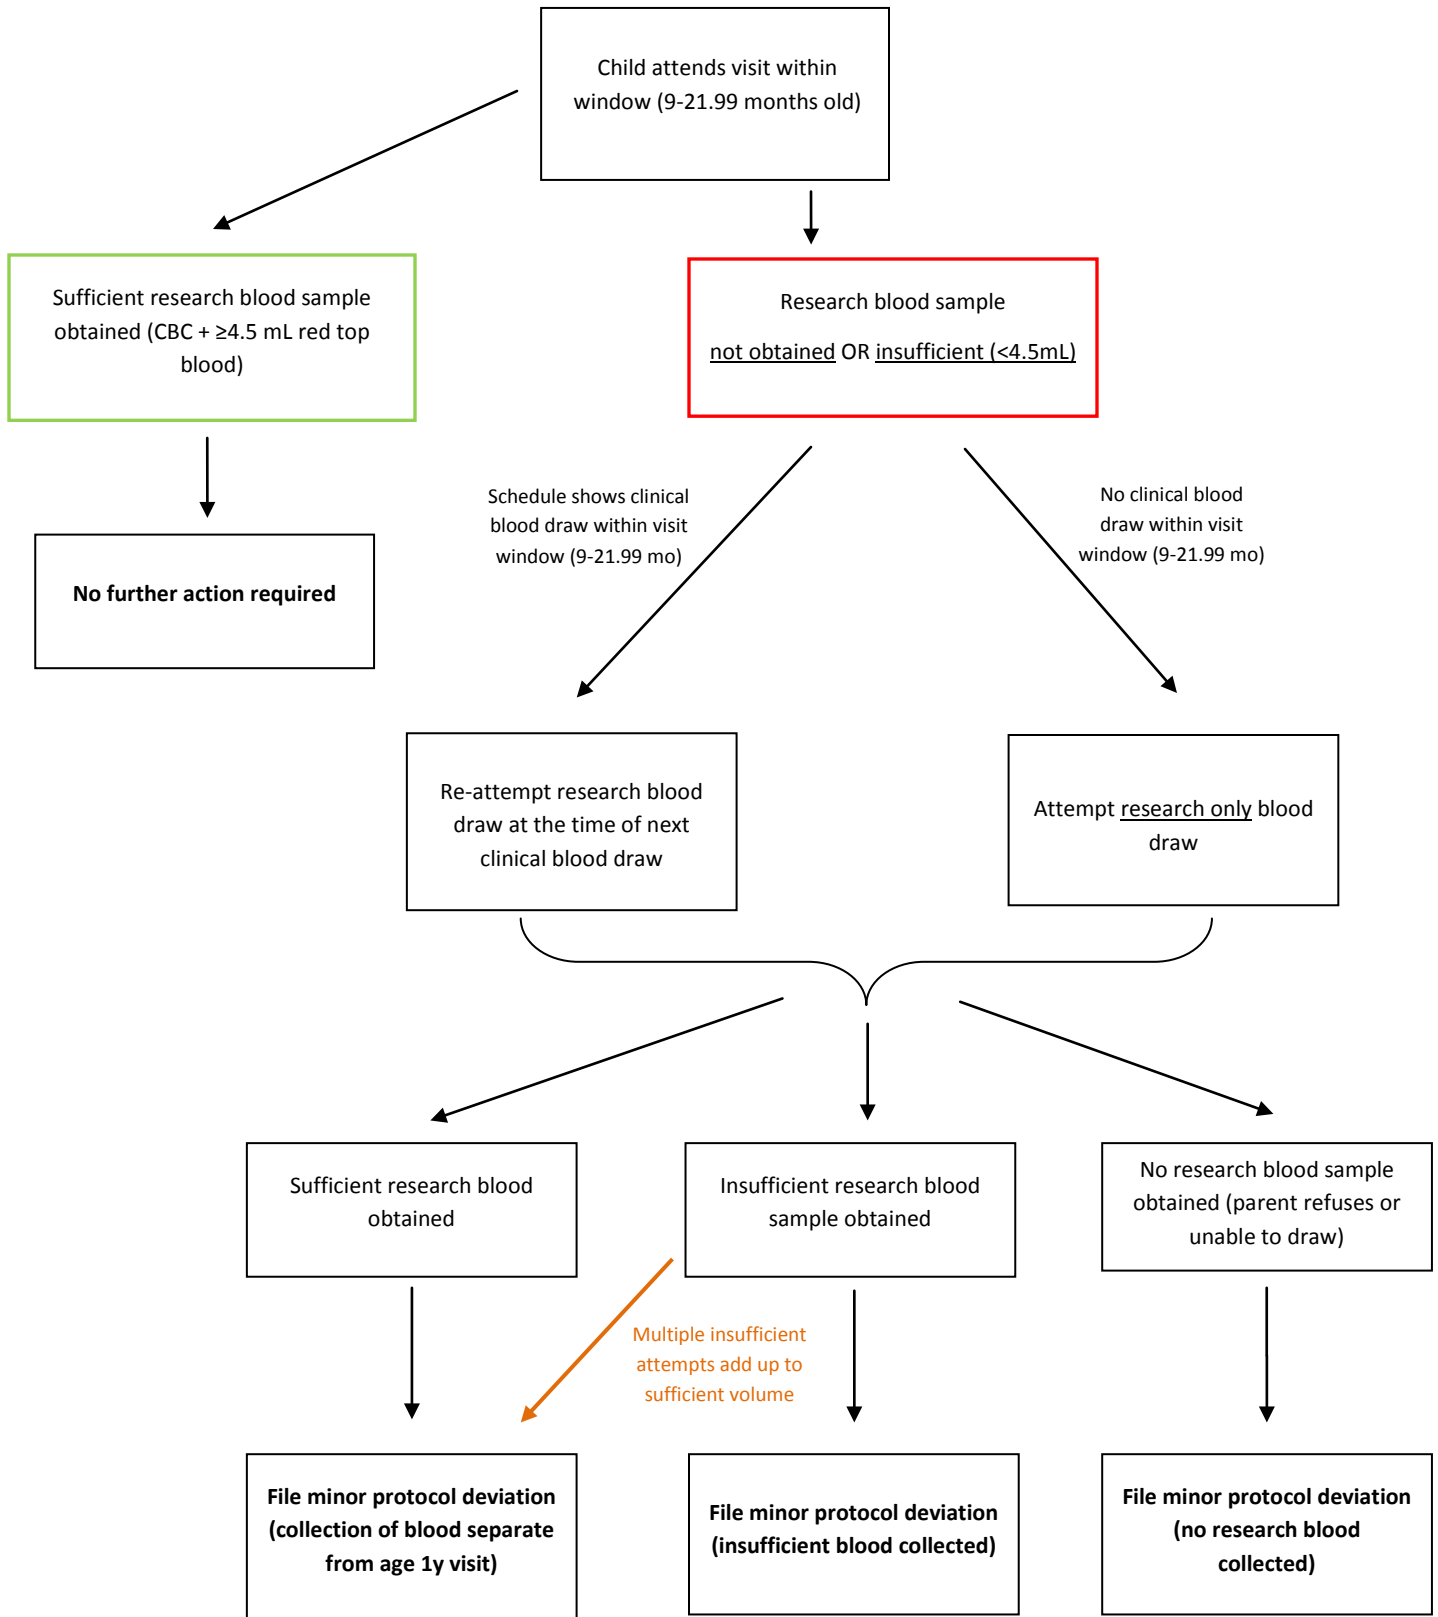 Child attends visit within
window (9-21.99 months old)
Sufficient research blood sample
obtained (CBC + ≥4.5 mL red top
blood)
Research blood sample
not obtained OR insufficient (<4.5mL)
No further action required
Schedule shows clinical
blood draw within visit
window (9-21.99 mo)
No clinical blood
draw within visit
window (9-21.99 mo)
Re-attempt research blood
draw at the time of next
clinical blood draw
Attempt research only blood
draw
Sufficient research blood
obtained
Insufficient research blood
sample obtained
No research blood sample
obtained (parent refuses or
unable to draw)
Multiple insufficient
attempts add up to
sufficient volume
File minor protocol deviation
(collection of blood separate
from age 1y visit)
File minor protocol deviation
(insufficient blood collected)
File minor protocol deviation
(no research blood
collected)